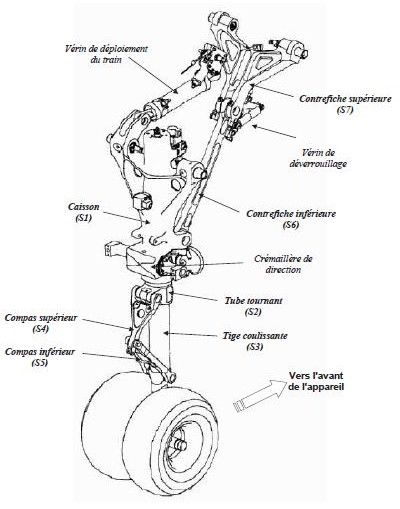 Vérin de déploiement
du train
Contrefiche supérieure
(S7)
Vérin de
déverrouillage
Caisson
(S1)
Contrefiche inférieure
(S6)
Crémaillère de
direction
Tube tournant
(S2)
Compas supérieur
(S4)
Tige coulissante
(S3)
Compas inférieur
(S5)
Vers l'avant
de l'appareil